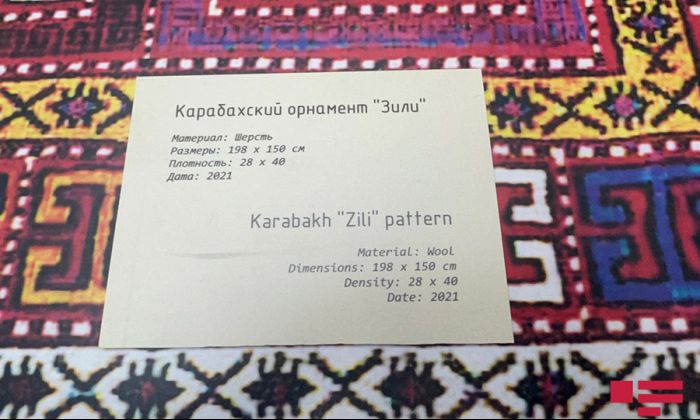 Карабахский орнамент "Зили"
Материал: Шерсть
Размеры: 198 x 150 см
Плотность: 28 x 40
Дата: 2021
Karabakh "Zili" pattern
Material: Wool
Dimensions: 198 x 150 cm
Density: 28 x 40
Date: 2021